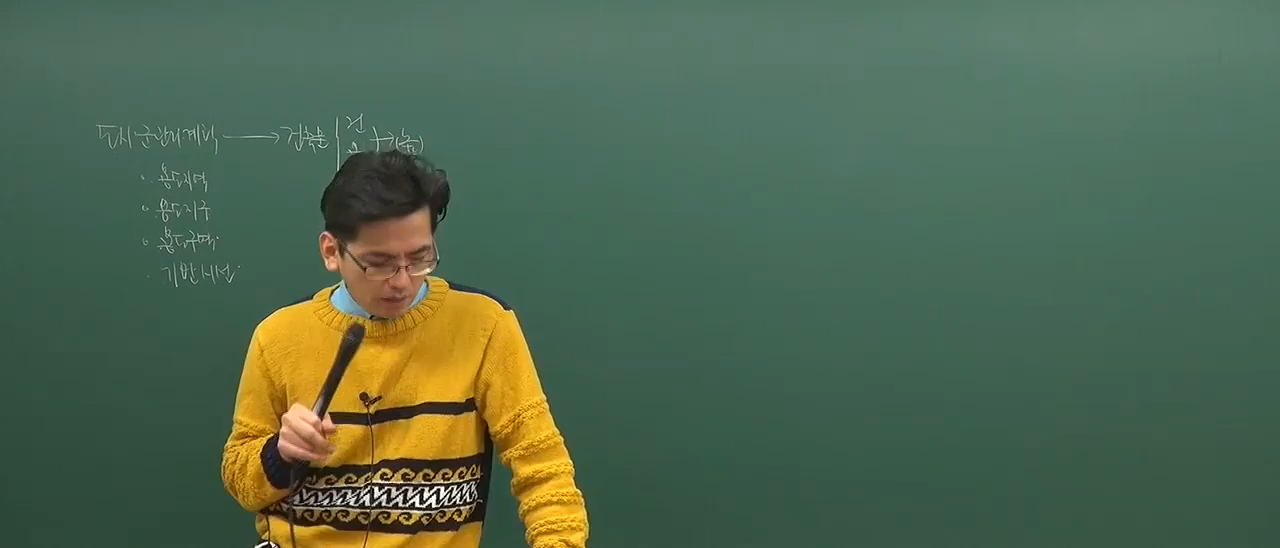 도시·군관리계획 → 건축물 건
용도지역
용도지구
용도구역
기반시설